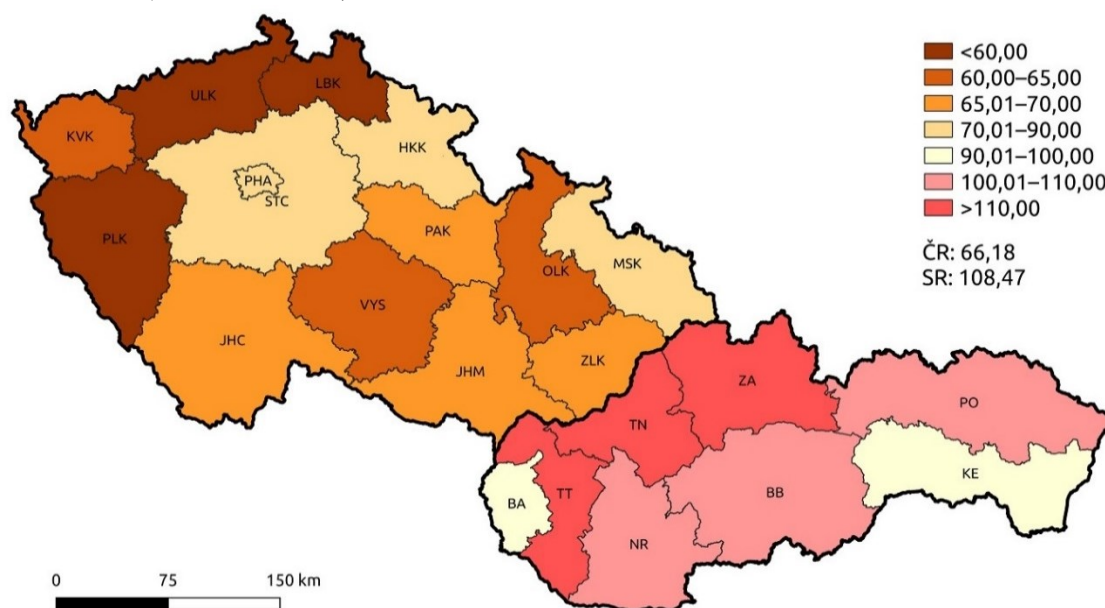 <60,00
60,00–65,00
65,01–70,00
70,01–90,00
90,01–100,00
100,01–110,00
>110,00
ČR: 66,18
SR: 108,47
LBK
ULK
KVK
HKK
PHA
STC
PAK
PLK
OLK
MSK
VYS
JHC
ZLK
JHM
ZA
PO
TN
KE
BB
TT
BA
NR
0 75 150 km